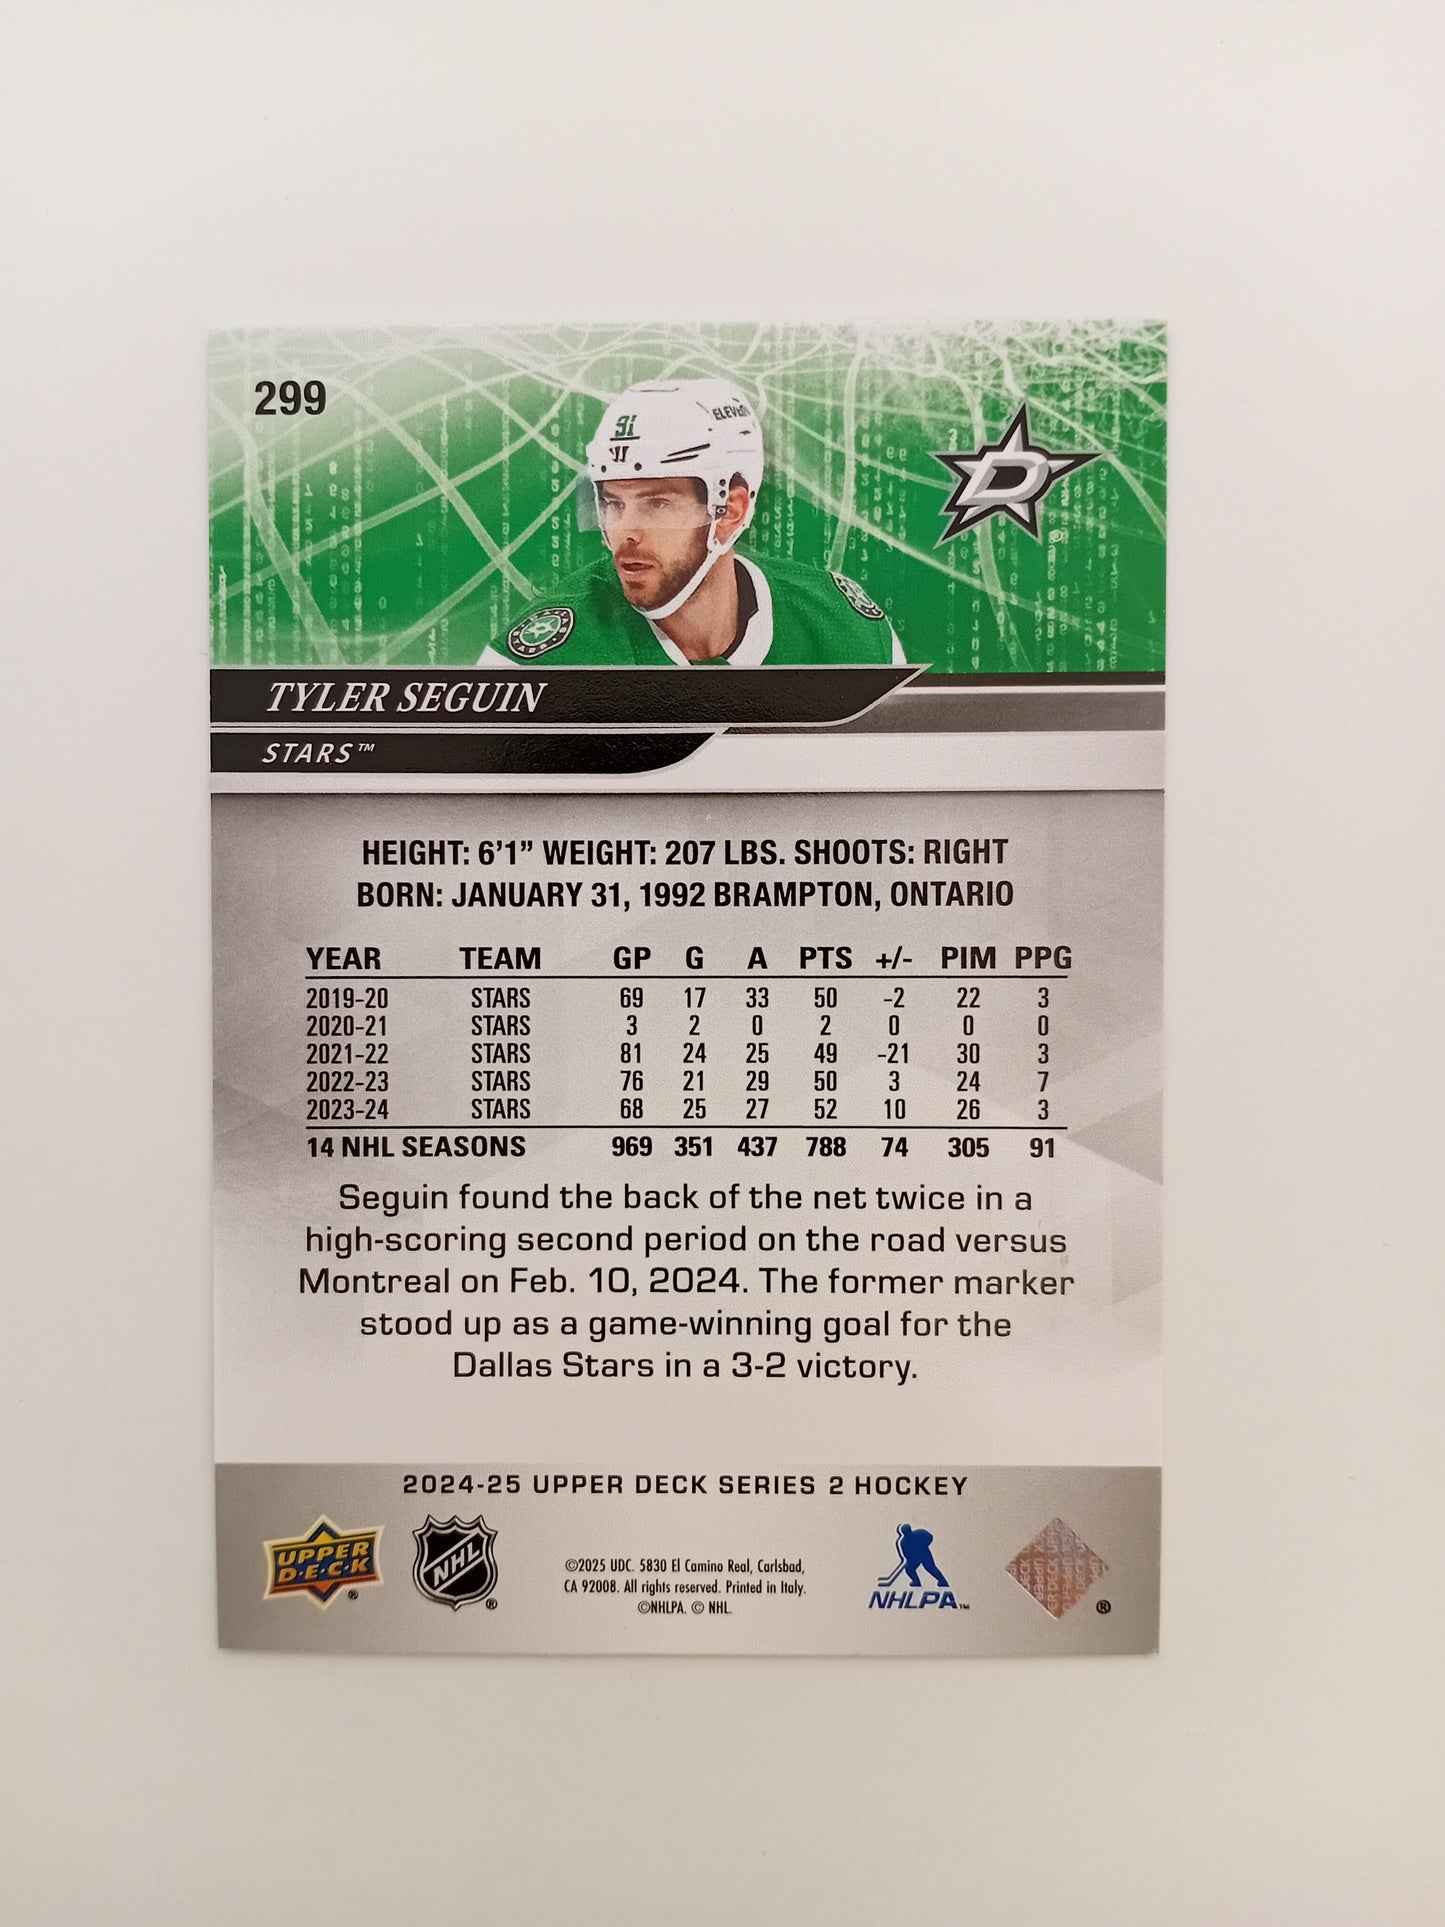 299
91
ELEVEN
D
®
TYLER SEGUIN
STARS™
HEIGHT: 6'1" WEIGHT: 207 LBS. SHOOTS: RIGHT
BORN: JANUARY 31, 1992 BRAMPTON, ONTARIO
YEAR TEAM GP G A PTS +/- PIM PPG
2019-20 STARS 69 17 33 50 -2 22 3
2020-21 STARS 3 2 0 2 0 0 0
2021-22 STARS 81 24 25 49 -21 30 3
2022-23 STARS 76 21 29 50 3 24 7
2023-24 STARS 68 25 27 52 10 26 3
14 NHL SEASONS 969 351 437 788 74 305 91
Seguin found the back of the net twice in a
high-scoring second period on the road versus
Montreal on Feb. 10, 2024. The former marker
stood up as a game-winning goal for the
Dallas Stars in a 3-2 victory.
2024-25 UPPER DECK SERIES 2 HOCKEY
UPPER
D·E·C·K
®
NHL
®
©2025 UDC. 5830 El Camino Real, Carlsbad,
CA 92008. All rights reserved. Printed in Italy.
©NHLPA. © NHL.
NHLPA™
®